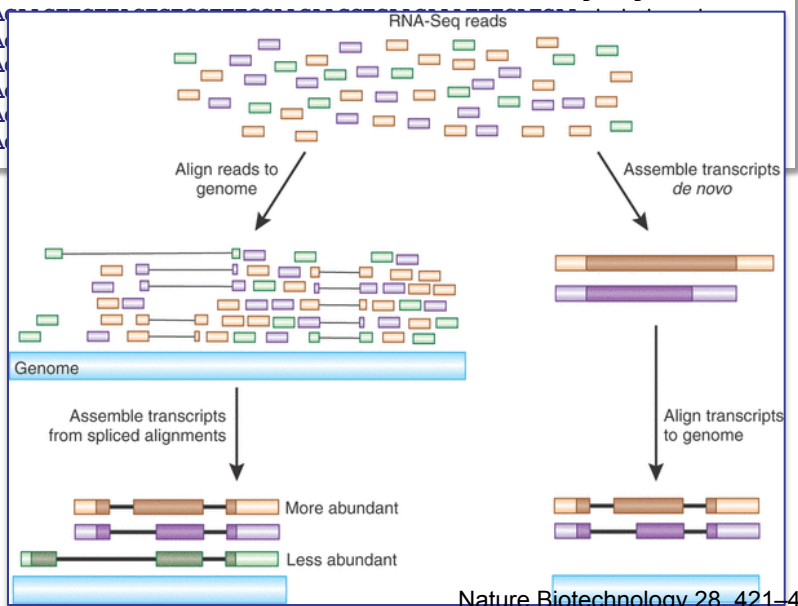 RNA-Seq reads
Align reads to
genome
Assemble transcripts
de novo
Genome
Assemble transcripts
from spliced alignments
Align transcripts
to genome
More abundant
Less abundant
Nature Biotechnology 28, 421–4